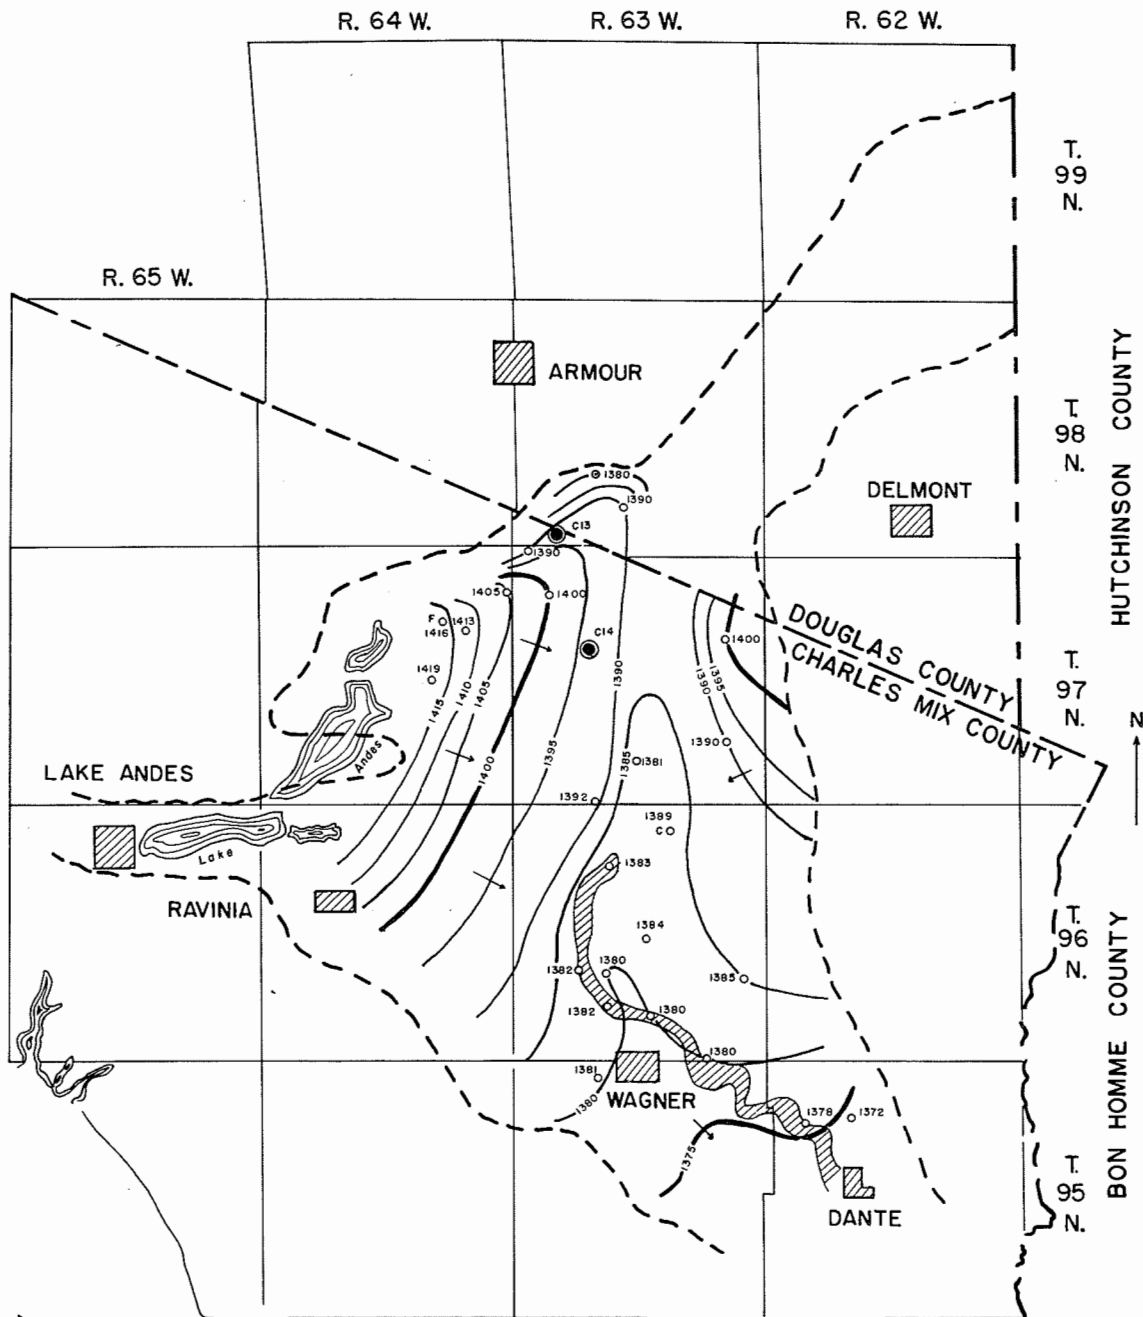 R. 64 W.
R. 63 W.
R. 62 W.
T.
99
N.
R. 65 W.
ARMOUR
T.
98
N.
HUTCHINSON COUNTY
1380
1390
DELMONT
C13
1390
1405
1400
F
1416
1413
C14
1390
1400
DOUGLAS COUNTY
CHARLES MIX COUNTY
1419
1415
1410
1405
1395
1390
T.
97
N.
N
1400
1395
1385
1381
1390
Andes
LAKE ANDES
1392
1389
C
Lake
1383
RAVINIA
T.
96
N.
BON HOMME COUNTY
1384
1382
1380
1385
1382
1380
1380
1381
WAGNER
1380
1378
1372
1375
T.
95
N.
DANTE